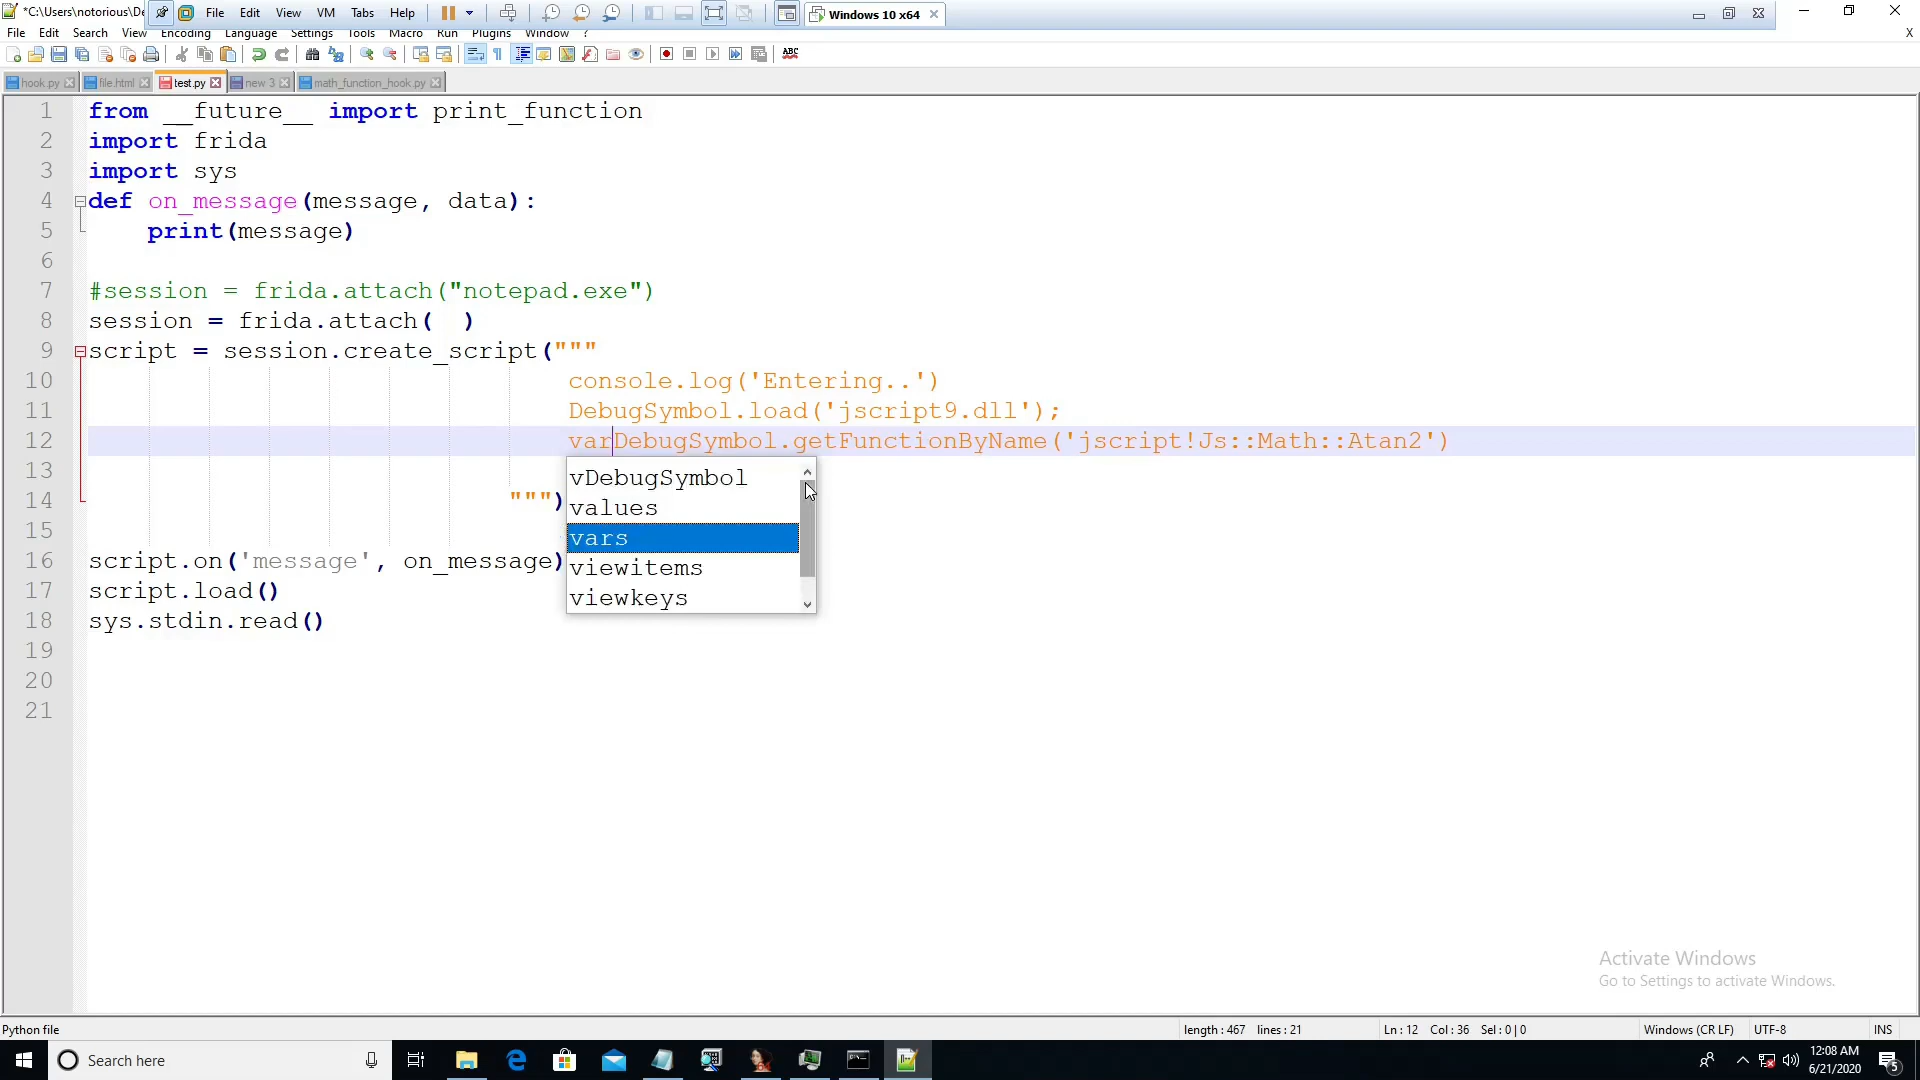 *C:\Users\notorious\De File Edit View VM Tabs Help Windows 10 x64
File Edit Search View Encoding Language Settings Tools Macro Run Plugins Window ? X
ABC
hook.py file.html test.py new 3 math_function_hook.py
1 from __future__ import print_function
2 import frida
3 import sys
4 def on_message(message, data):
5 print(message)
6
7 #session = frida.attach("notepad.exe")
8 session = frida.attach( )
9 script = session.create_script("""
10 console.log('Entering..')
11 DebugSymbol.load('jscript9.dll');
12 varDebugSymbol.getFunctionByName('jscript!Js::Math::Atan2')
13
vDebugSymbol
values
vars
viewitems
viewkeys
14 """)
15
16 script.on('message', on_message)
17 script.load()
18 sys.stdin.read()
19
20
21
Activate Windows
Go to Settings to activate Windows.
Python file length : 467 lines : 21 Ln : 12 Col : 36 Sel : 0 | 0 Windows (CR LF) UTF-8 INS
Search here 12:08 AM
6/21/2020 5